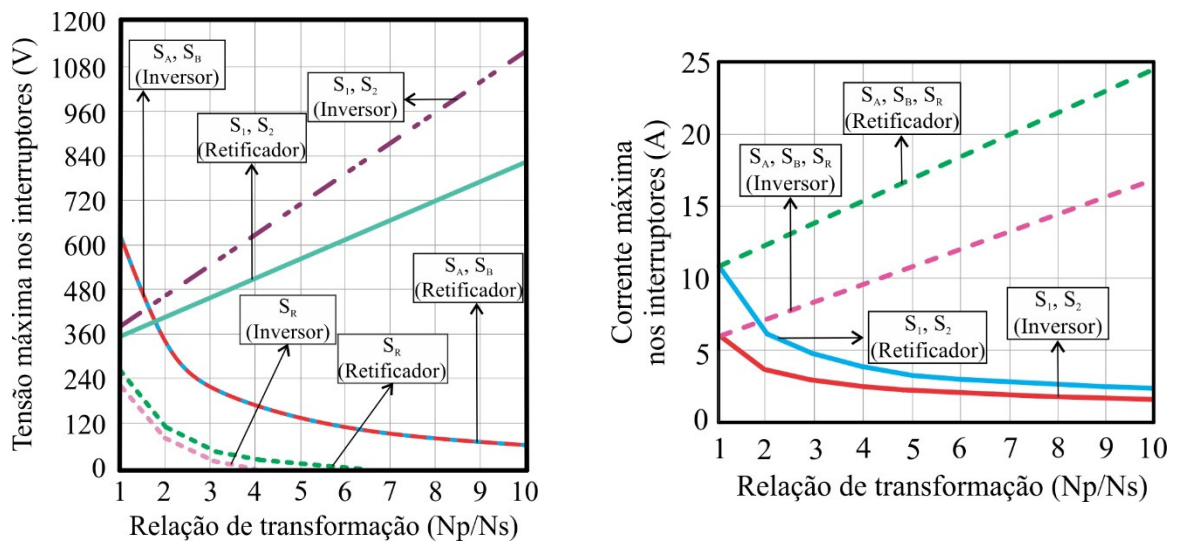 Tensão máxima nos interruptores (V)
1200
1080
960
840
720
600
480
360
240
120
0
S_A, S_B
(Inversor)
S_1, S_2
(Inversor)
S_1, S_2
(Retificador)
S_A, S_B
(Retificador)
S_R
(Inversor)
S_R
(Retificador)
1 2 3 4 5 6 7 8 9 10
Relação de transformação (Np/Ns)
Corrente máxima
nos interruptores (A)
25
20
15
10
5
0
S_A, S_B, S_R
(Retificador)
S_A, S_B, S_R
(Inversor)
S_1, S_2
(Retificador)
S_1, S_2
(Inversor)
1 2 3 4 5 6 7 8 9 10
Relação de transformação (Np/Ns)